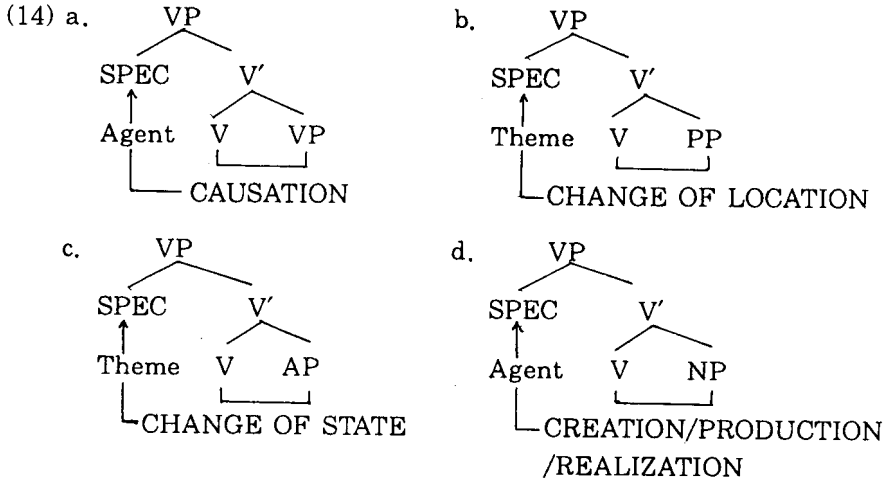 (14) a.
VP
SPEC V′
Agent V VP
CAUSATION
b.
VP
SPEC V′
Theme V PP
CHANGE OF LOCATION
c.
VP
SPEC V′
Theme V AP
CHANGE OF STATE
d.
VP
SPEC V′
Agent V NP
CREATION/PRODUCTION
/REALIZATION